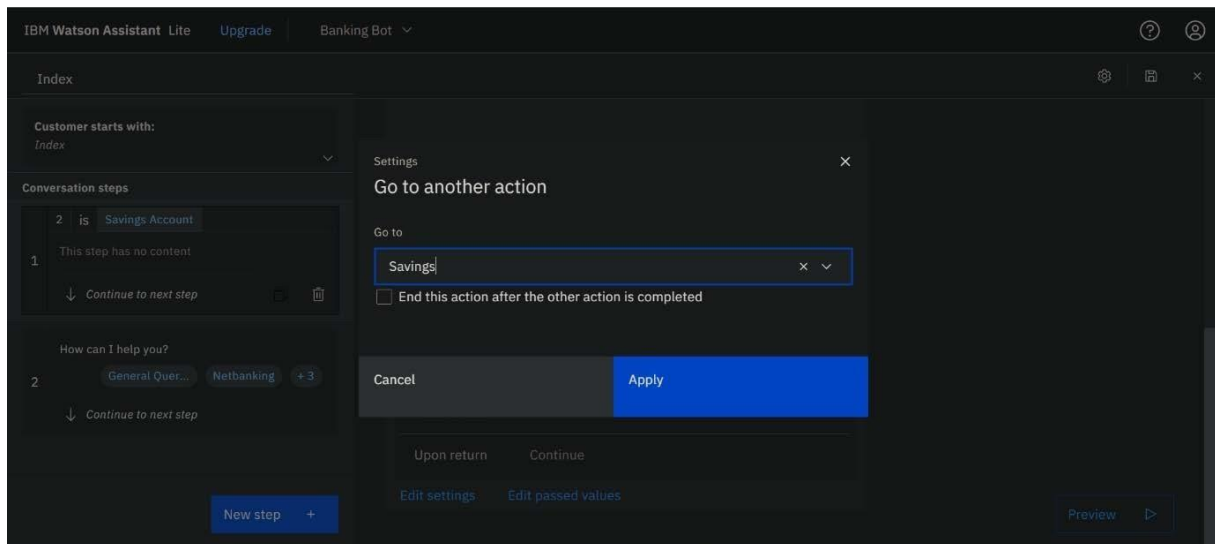 IBM Watson Assistant Lite Upgrade Banking Bot
Index
Customer starts with:
Index
Conversation steps
2 is Savings Account
1
This step has no content
Continue to next step
How can I help you?
2
General Quer... Netbanking + 3
Continue to next step
New step +
Settings
Go to another action
Go to
Savings
End this action after the other action is completed
Cancel Apply
Upon return Continue
Edit settings Edit passed values
Preview